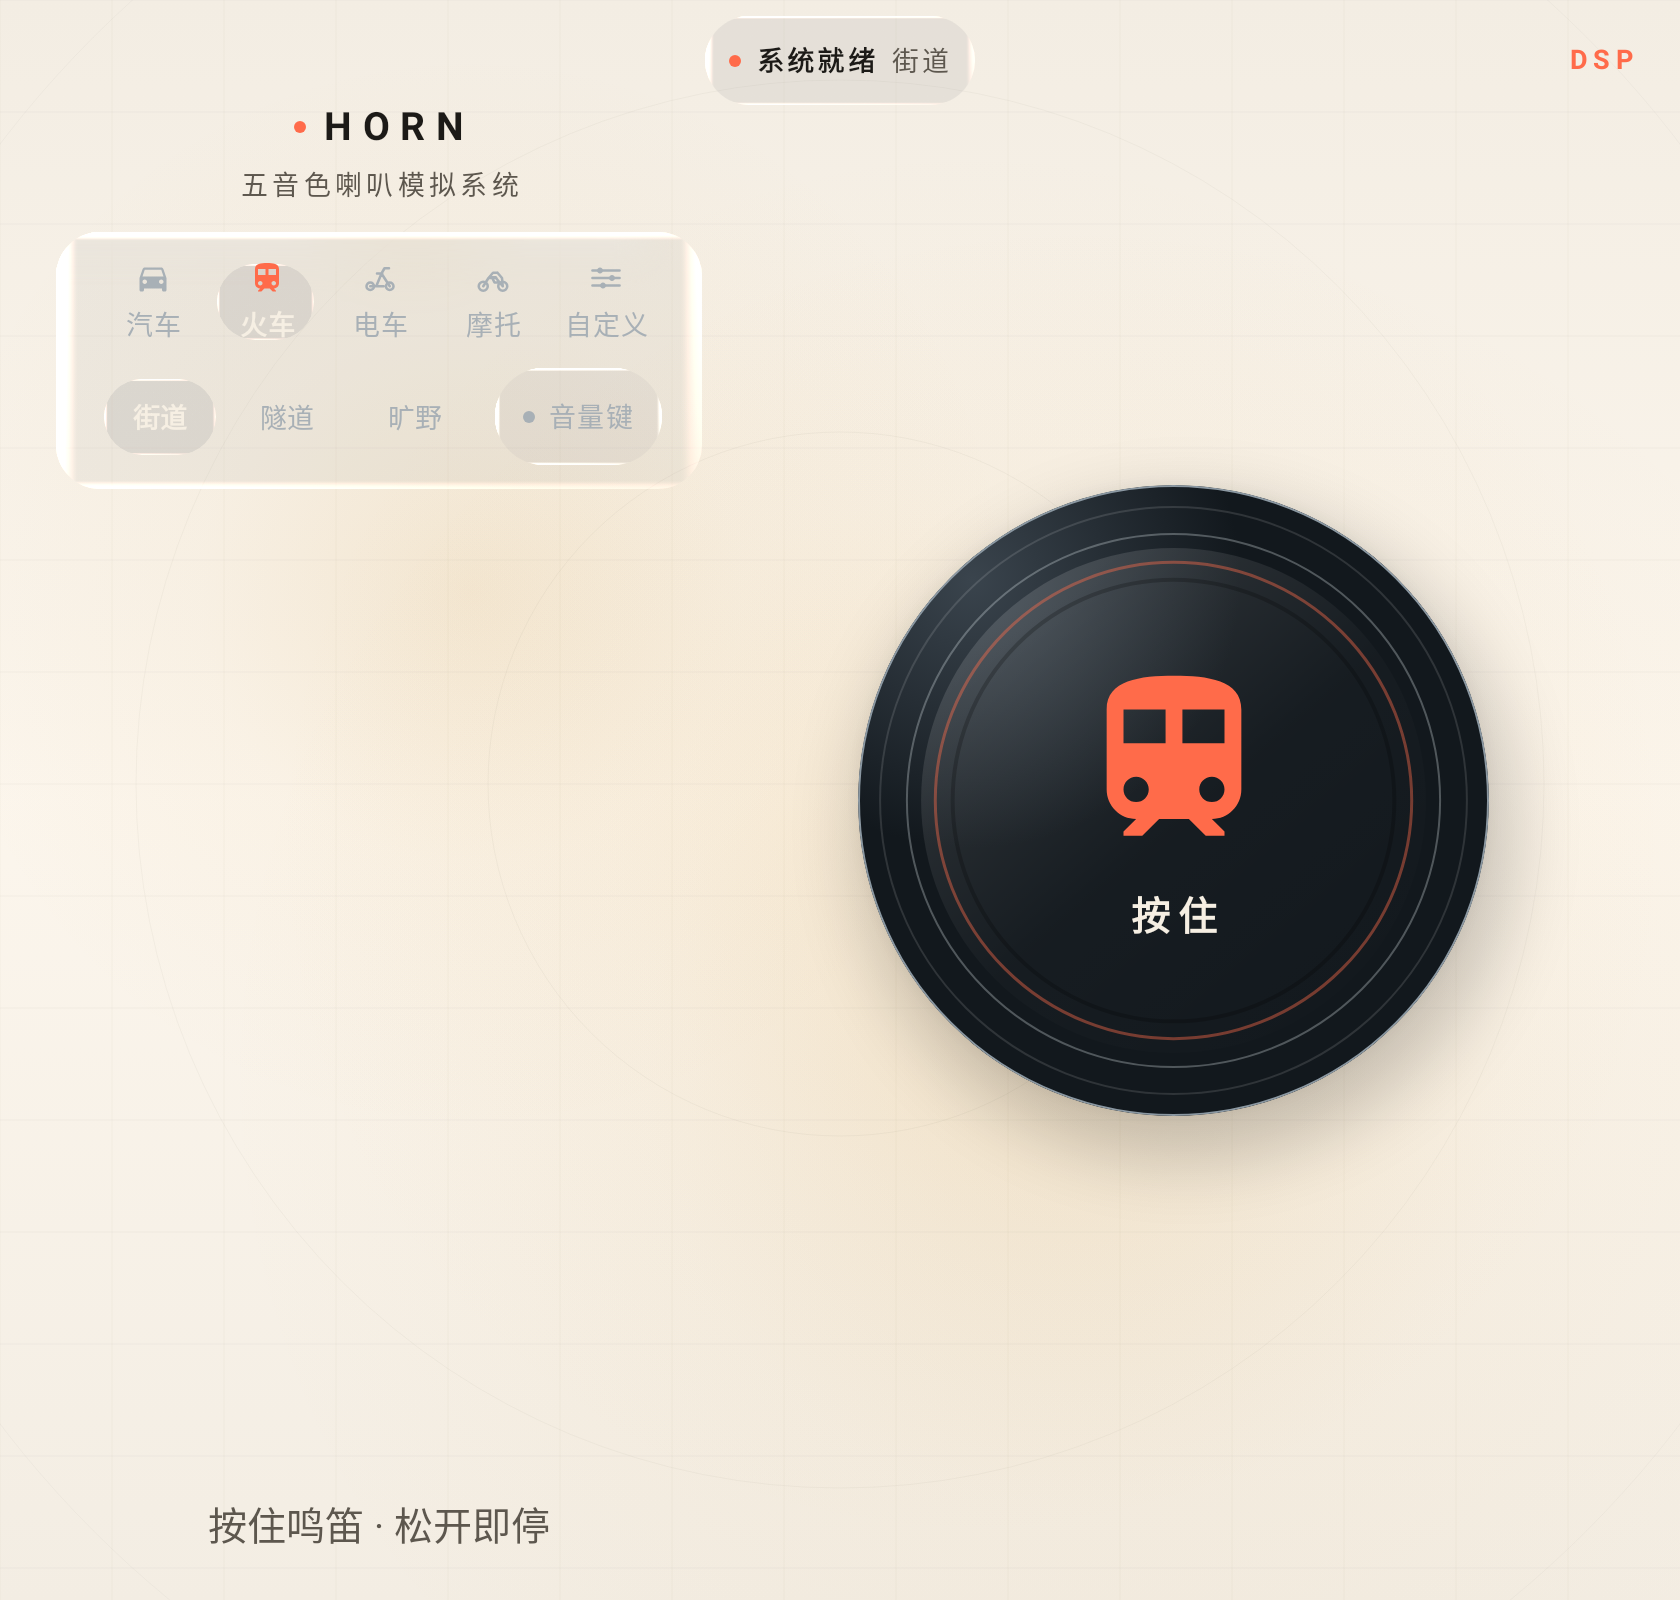 系统就绪 街道
DSP
HORN
五音色喇叭模拟系统
汽车 火车 电车 摩托 自定义
街道 隧道 旷野 音量键
按住
按住鸣笛 · 松开即停